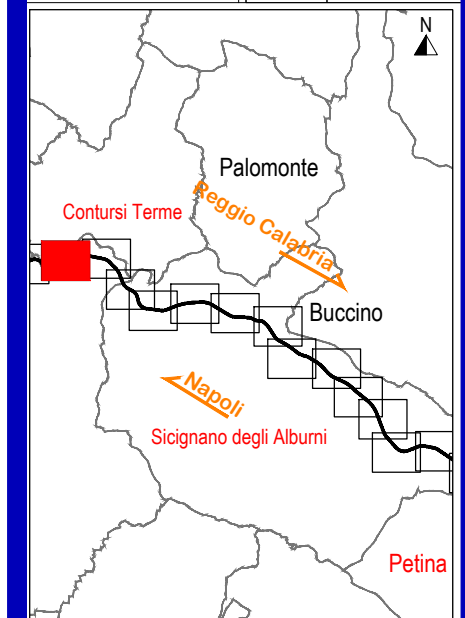 N
Palomonte
Reggio Calabria
Contursi Terme
Buccino
Napoli
Sicignano degli Alburni
Petina